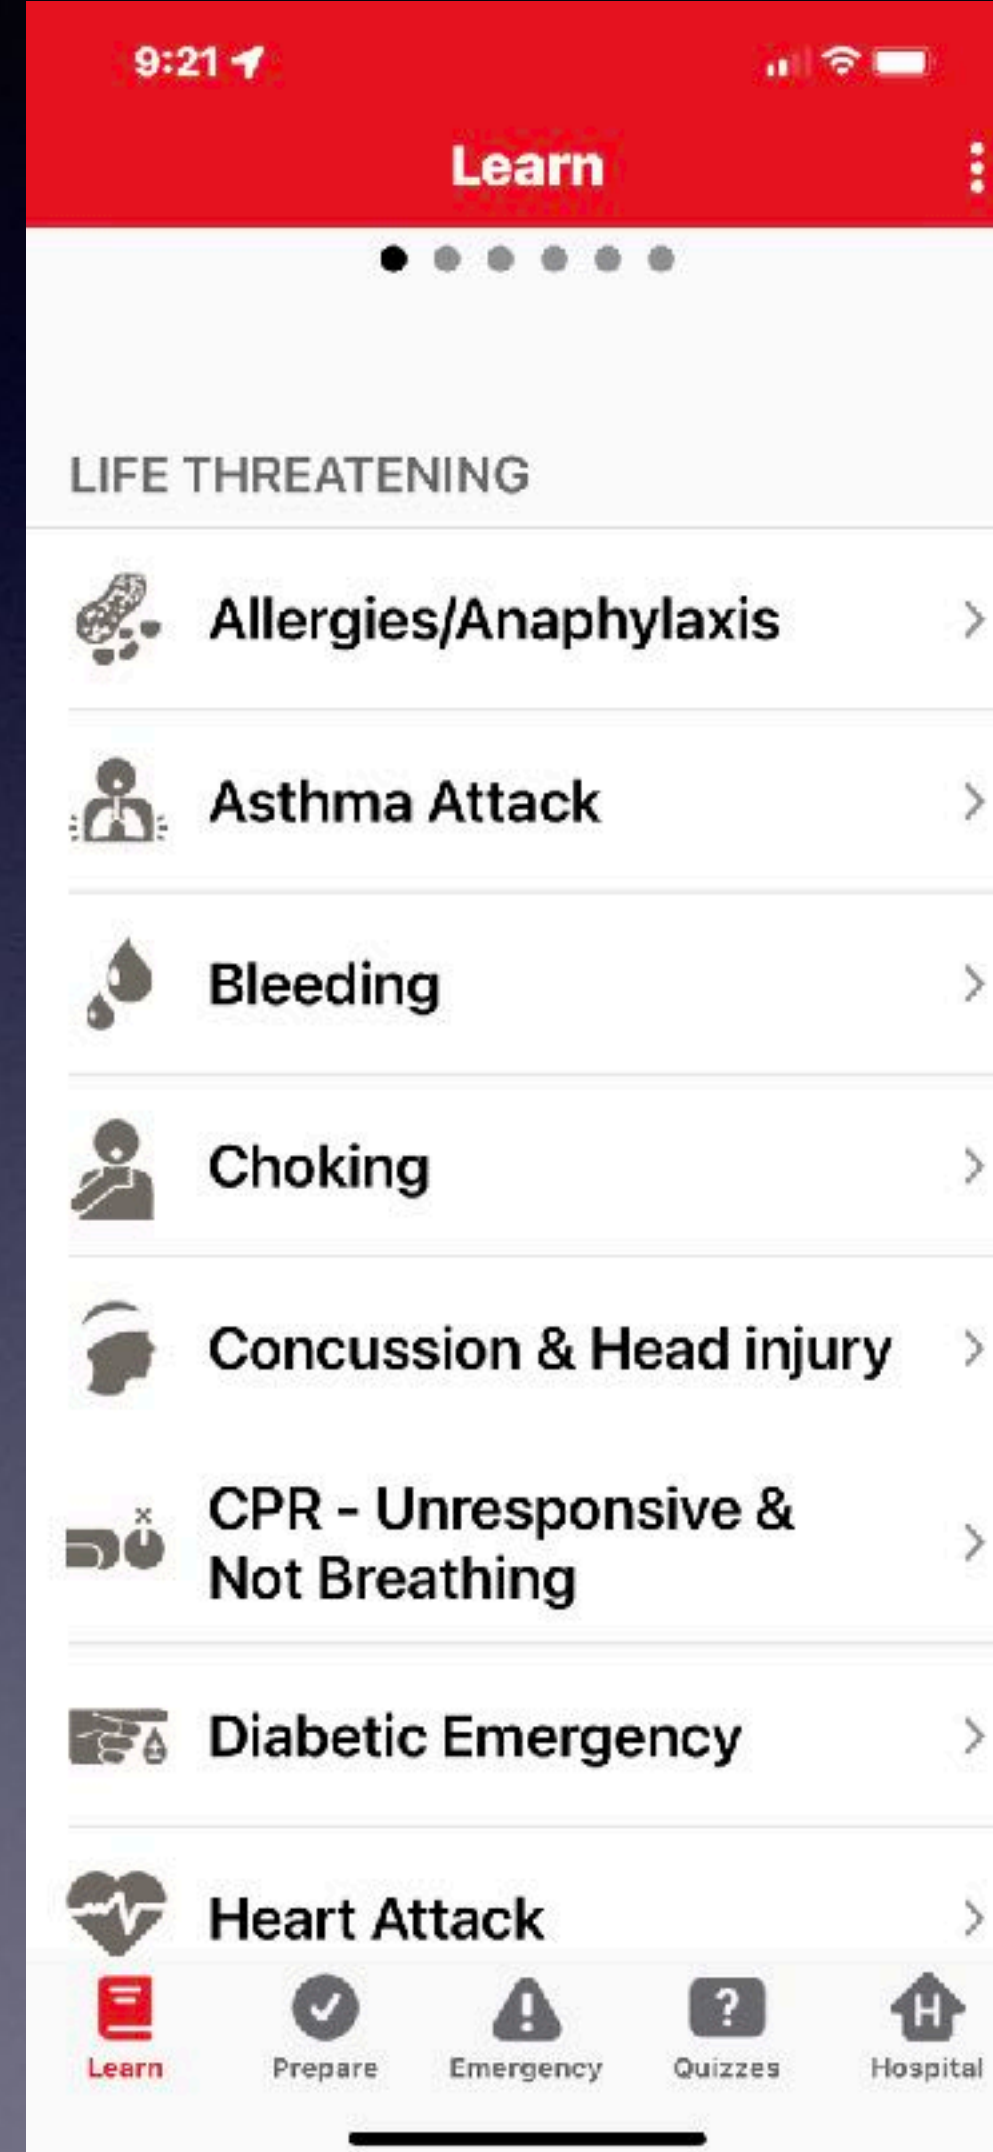 9:21
Learn
LIFE THREATENING
Allergies/Anaphylaxis
Asthma Attack
Bleeding
Choking
Concussion & Head injury
CPR - Unresponsive &
Not Breathing
Diabetic Emergency
Heart Attack
Learn Prepare Emergency Quizzes Hospital